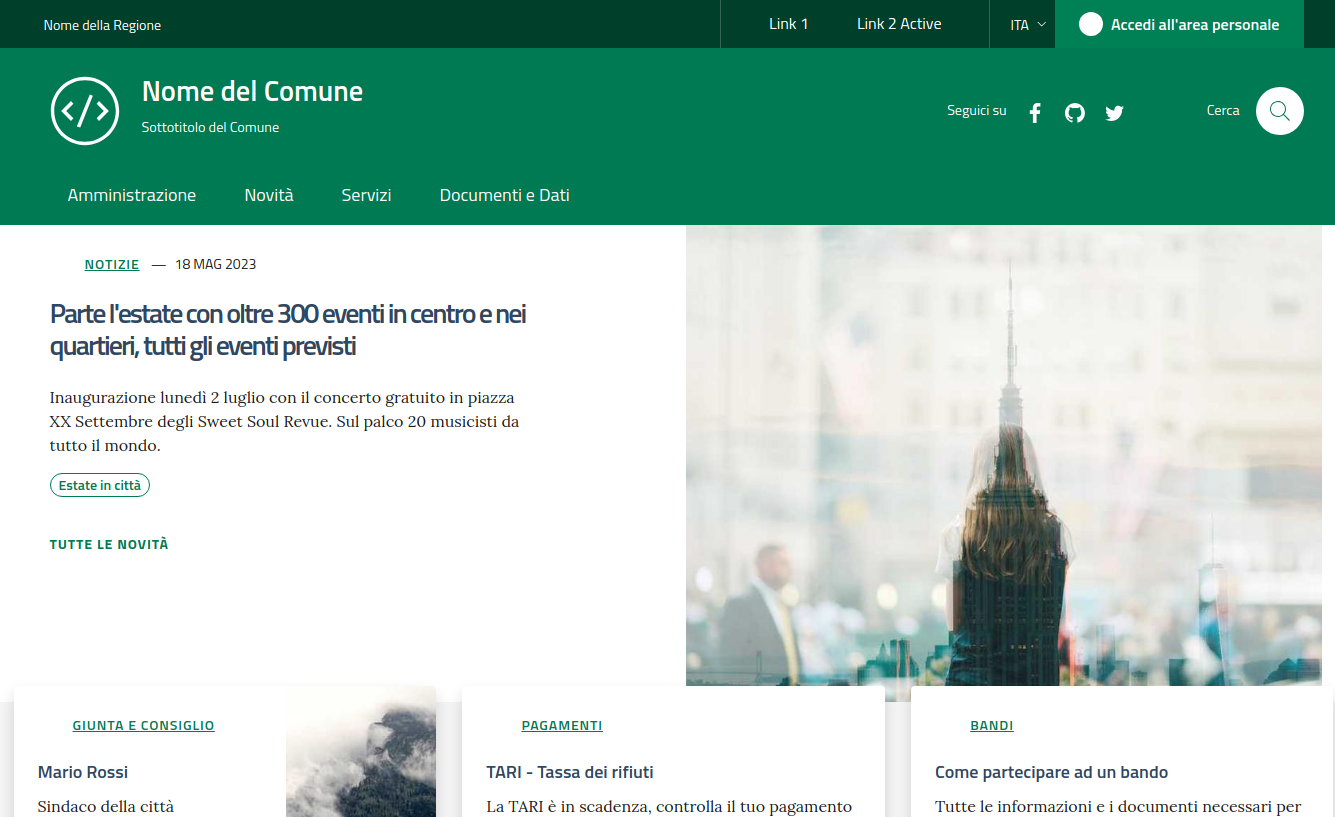 Nome della Regione
Link 1
Link 2 Active
ITA
Accedi all'area personale
Nome del Comune
Sottotitolo del Comune
Seguici su
Cerca
Amministrazione
Novità
Servizi
Documenti e Dati
NOTIZIE — 18 MAG 2023
Parte l'estate con oltre 300 eventi in centro e nei
quartieri, tutti gli eventi previsti
Inaugurazione lunedì 2 luglio con il concerto gratuito in piazza
XX Settembre degli Sweet Soul Revue. Sul palco 20 musicisti da
tutto il mondo.
Estate in città
TUTTE LE NOVITÀ
GIUNTA E CONSIGLIO
Mario Rossi
Sindaco della città
PAGAMENTI
TARI - Tassa dei rifiuti
La TARI è in scadenza, controlla il tuo pagamento
BANDI
Come partecipare ad un bando
Tutte le informazioni e i documenti necessari per